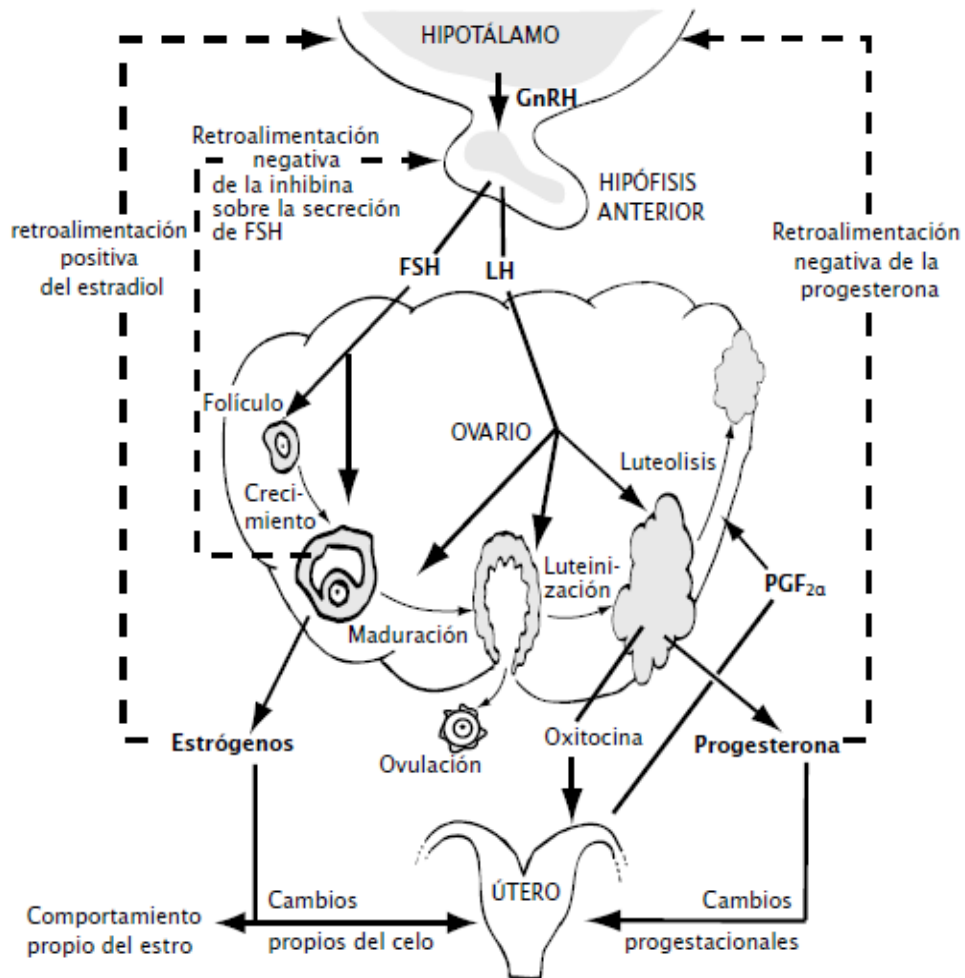 HIPOTÁLAMO
GnRH
Retroalimentación
negativa
de la inhibina
sobre la secreción
de FSH
HIPÓFISIS
ANTERIOR
retroalimentación
positiva
del estradiol
Retroalimentación
negativa de la
progesterona
FSH
LH
Folículo
OVARIO
Luteolisis
Creci-
miento
Luteini-
zación
PGF2α
Maduración
Estrógenos
Ovulación
Oxitocina
Progesterona
ÚTERO
Comportamiento
propio del estro
Cambios
propios del celo
Cambios
progestacionales